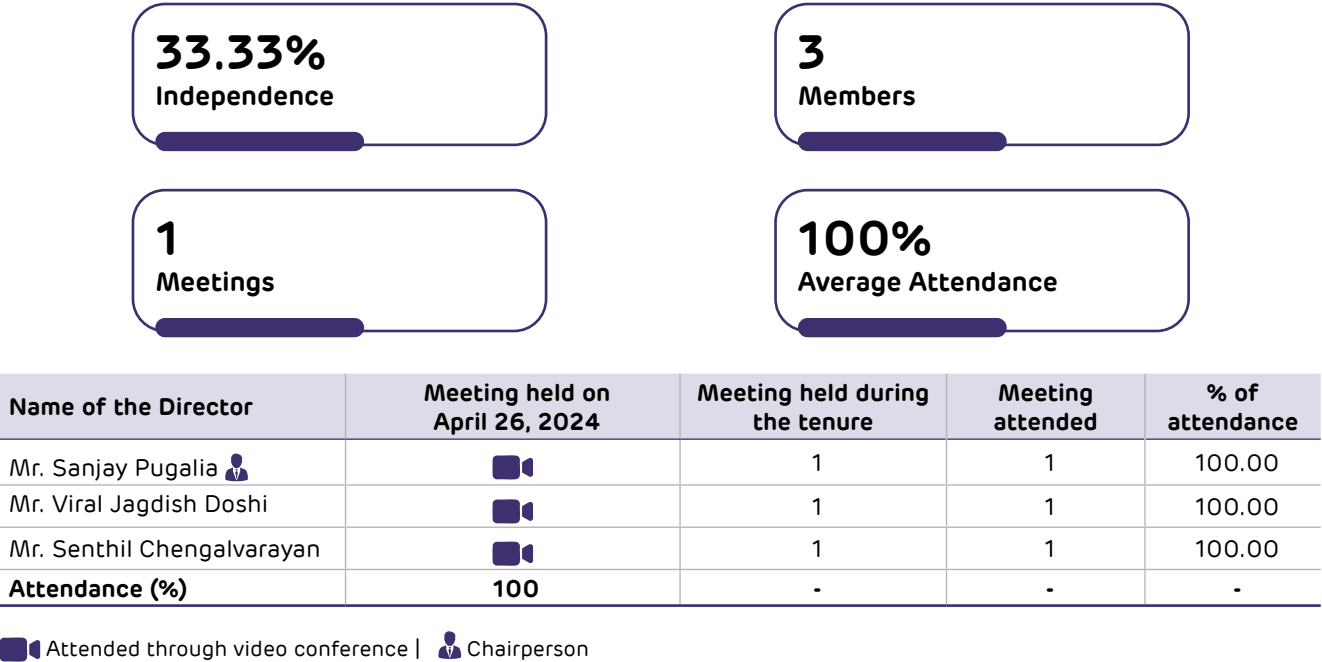 33.33%
Independence
3
Members
1
Meetings
100%
Average Attendance
Name of the Director
Meeting held on
April 26, 2024
Meeting held during
the tenure
Meeting
attended
% of
attendance
Mr. Sanjay Pugalia 1 1 100.00
Mr. Viral Jagdish Doshi 1 1 100.00
Mr. Senthil Chengalvarayan 1 1 100.00
Attendance (%) 100 - - -
Attended through video conference | Chairperson